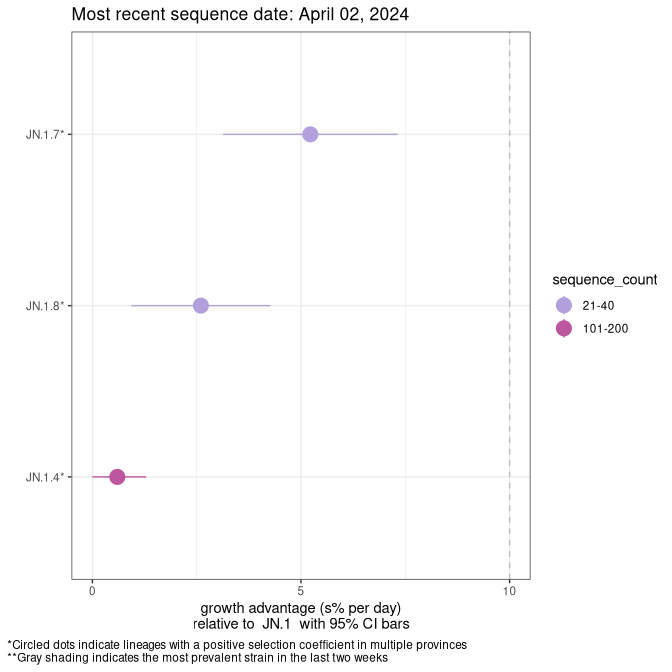 Most recent sequence date: April 02, 2024
JN.1.7*
JN.1.8*
JN.1.4*
sequence_count
21-40
101-200
0
5
10
growth advantage (s% per day)
relative to  JN.1  with 95% CI bars
*Circled dots indicate lineages with a positive selection coefficient in multiple provinces
**Gray shading indicates the most prevalent strain in the last two weeks